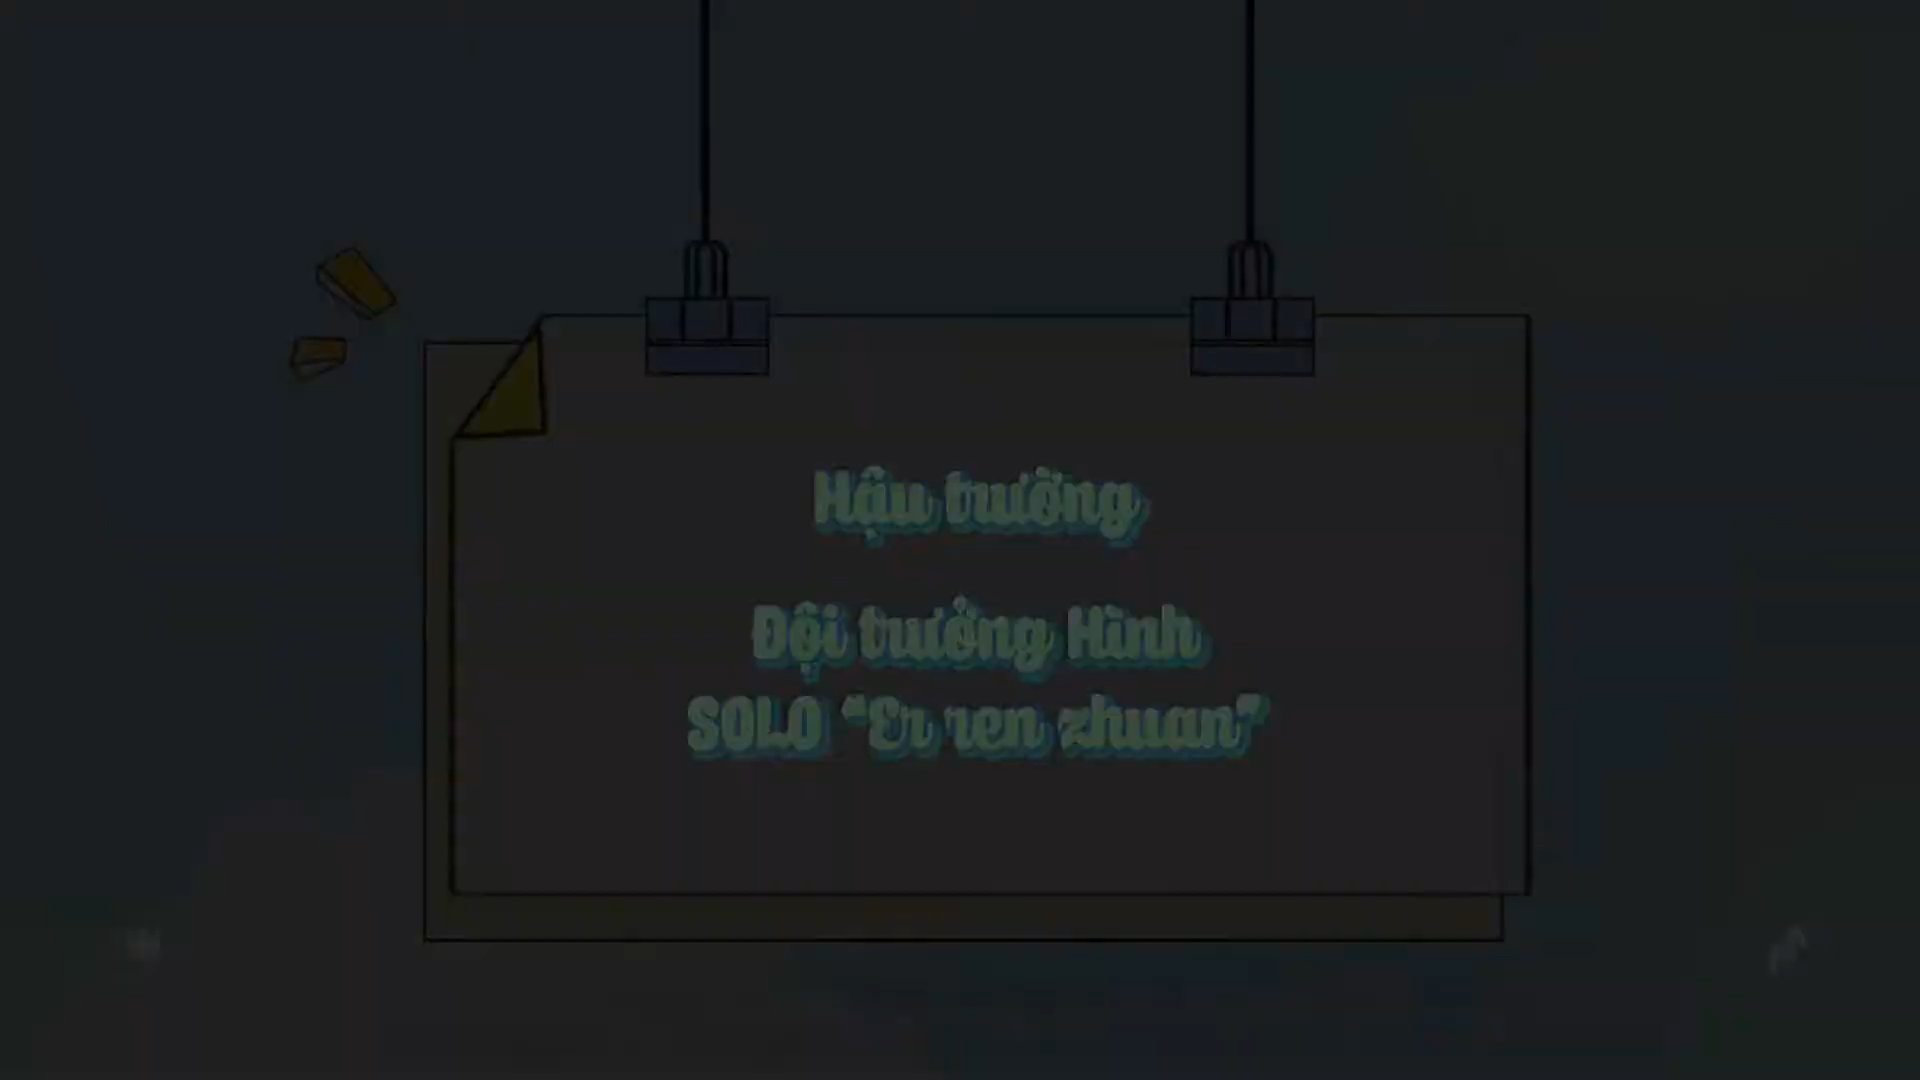 Hậu trường
Đội trưởng Hình
SOLO “Er ren zhuan”